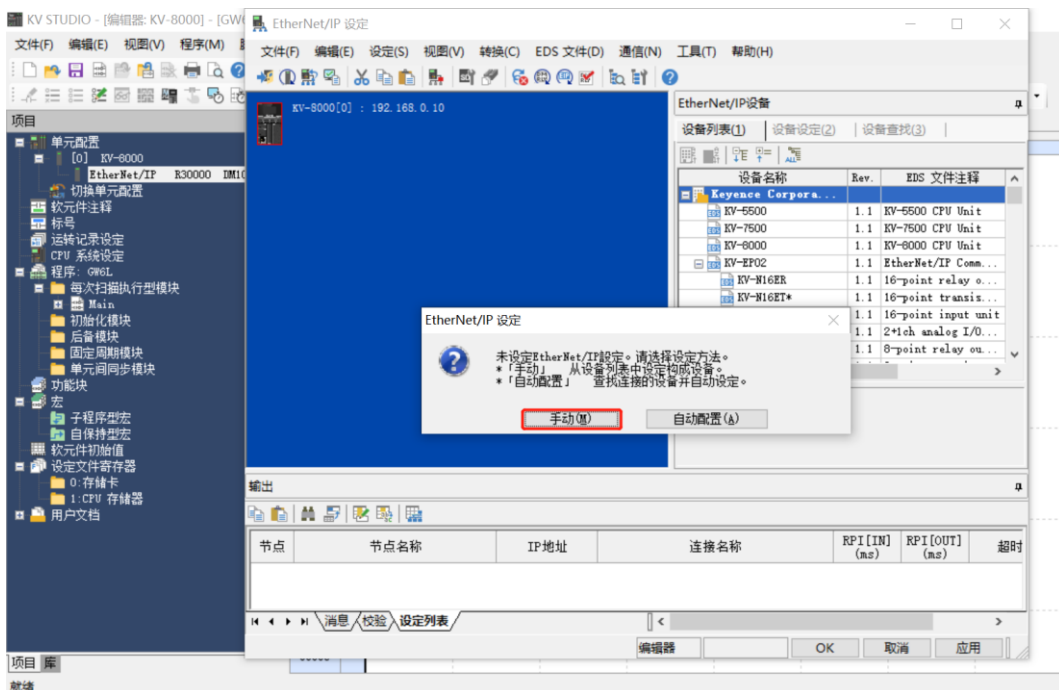 KV STUDIO - [编辑器: KV-8000] - [GW6
文件(F) 编辑(E) 视图(V) 程序(M)
项目
单元配置
[0] KV-8000
EtherNet/IP R30000 DM10
切换单元配置
软元件注释
标号
运转记录设定
CPU 系统设定
程序: GW6L
每次扫描执行型模块
Main
初始化模块
后备模块
固定周期模块
单元间同步模块
功能块
宏
子程序型宏
自保持型宏
软元件初始值
设定文件寄存器
0:存储卡
1:CPU 存储器
用户文档
项目 库
就绪
EtherNet/IP 设定
文件(F) 编辑(E) 设定(S) 视图(V) 转换(C) EDS 文件(D) 通信(N) 工具(T) 帮助(H)
KV-8000[0] : 192.168.0.10
EtherNet/IP设备
设备列表(1) 设备设定(2) 设备查找(3)
设备名称 Rev. EDS 文件注释
Keyence Corpora...
KV-5500 1.1 KV-5500 CPU Unit
KV-7500 1.1 KV-7500 CPU Unit
KV-8000 1.1 KV-8000 CPU Unit
KV-EP02 1.1 EtherNet/IP Comm...
KV-N16ER 1.1 16-point relay o...
KV-N16ET* 1.1 16-point transis...
1.1 16-point input unit
1.1 2+1ch analog I/O...
1.1 8-point relay ou...
EtherNet/IP 设定
未设定EtherNet/IP設定。请选择设定方法。
*「手动」 从设备列表中设定构成设备。
*「自动配置」 查找连接的设备并自动设定。
手动(M) 自动配置(A)
输出
节点 节点名称 IP地址 连接名称 RPI[IN] (ms) RPI[OUT] (ms) 超时
消息 校验 设定列表
编辑器 OK 取消 应用